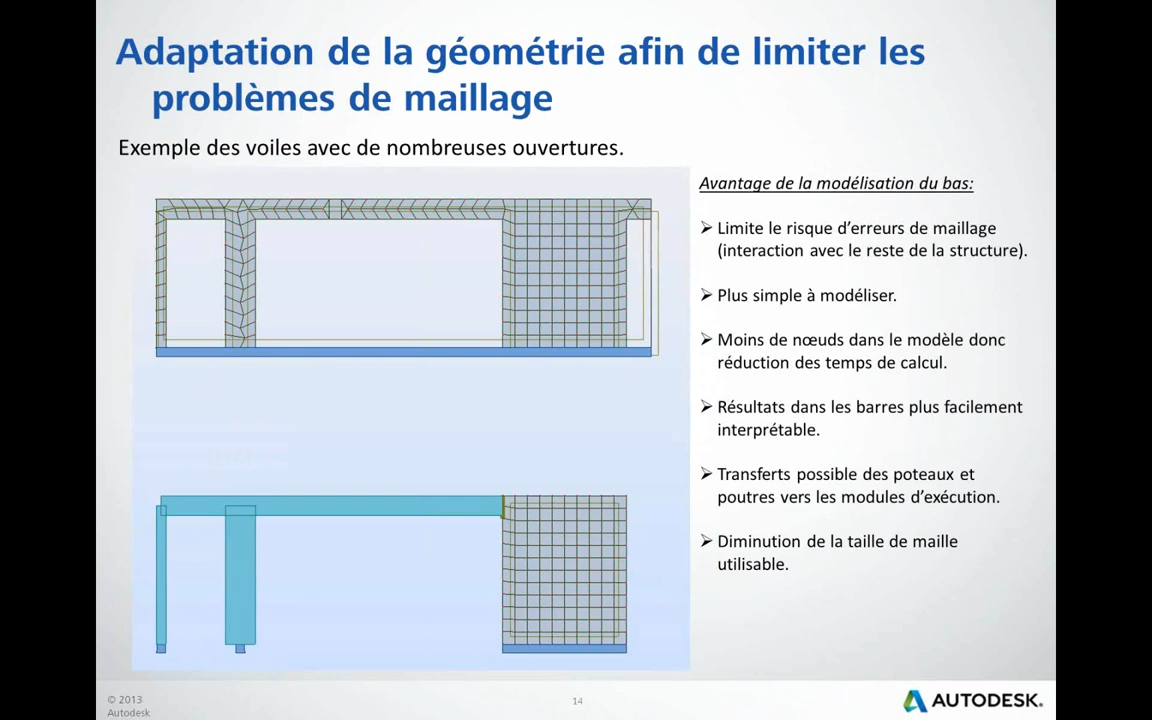 Adaptation de la géométrie afin de limiter les
problèmes de maillage
Exemple des voiles avec de nombreuses ouvertures.
Avantage de la modélisation du bas:
➢ Limite le risque d’erreurs de maillage
(interaction avec le reste de la structure).
➢ Plus simple à modéliser.
➢ Moins de nœuds dans le modèle donc
réduction des temps de calcul.
➢ Résultats dans les barres plus facilement
interprétable.
➢ Transferts possible des poteaux et
poutres vers les modules d’exécution.
➢ Diminution de la taille de maille
utilisable.
© 2013
Autodesk
14
AUTODESK.